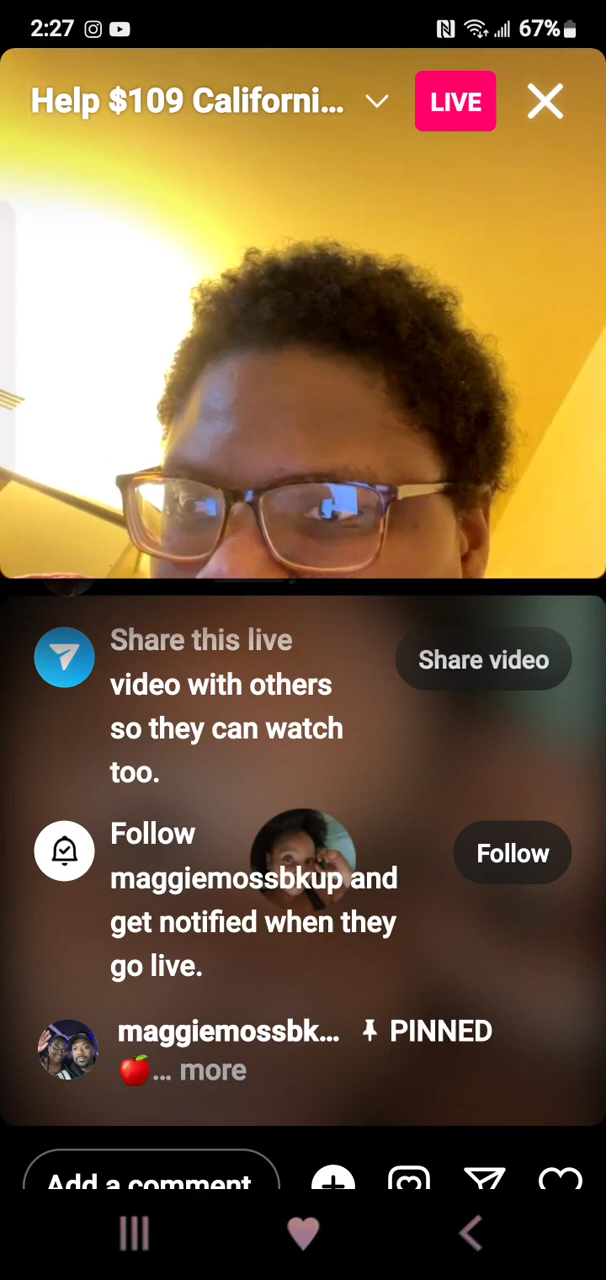 2:27 67%
Help $109 Californi... LIVE
Share this live
video with others
so they can watch
too.
Share video
Follow
maggiemossbkup and
get notified when they
go live.
Follow
maggiemossbk... PINNED
🍎... more
Add a comment